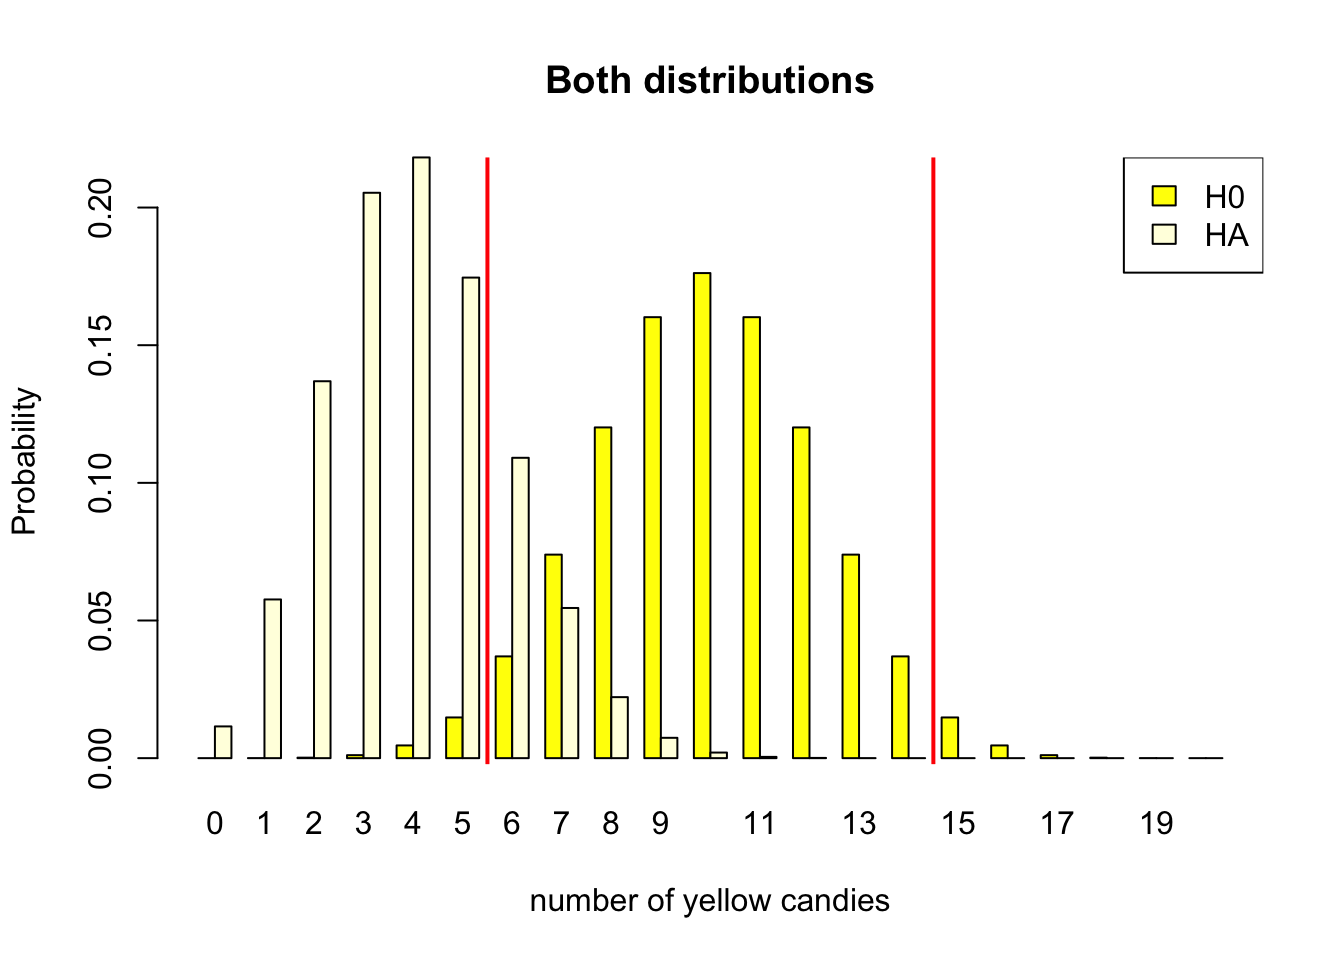 Both distributions
H0
HA
Probability
0.20
0.15
0.10
0.05
0.00
0 1 2 3 4 5 6 7 8 9 11 13 15 17 19
number of yellow candies